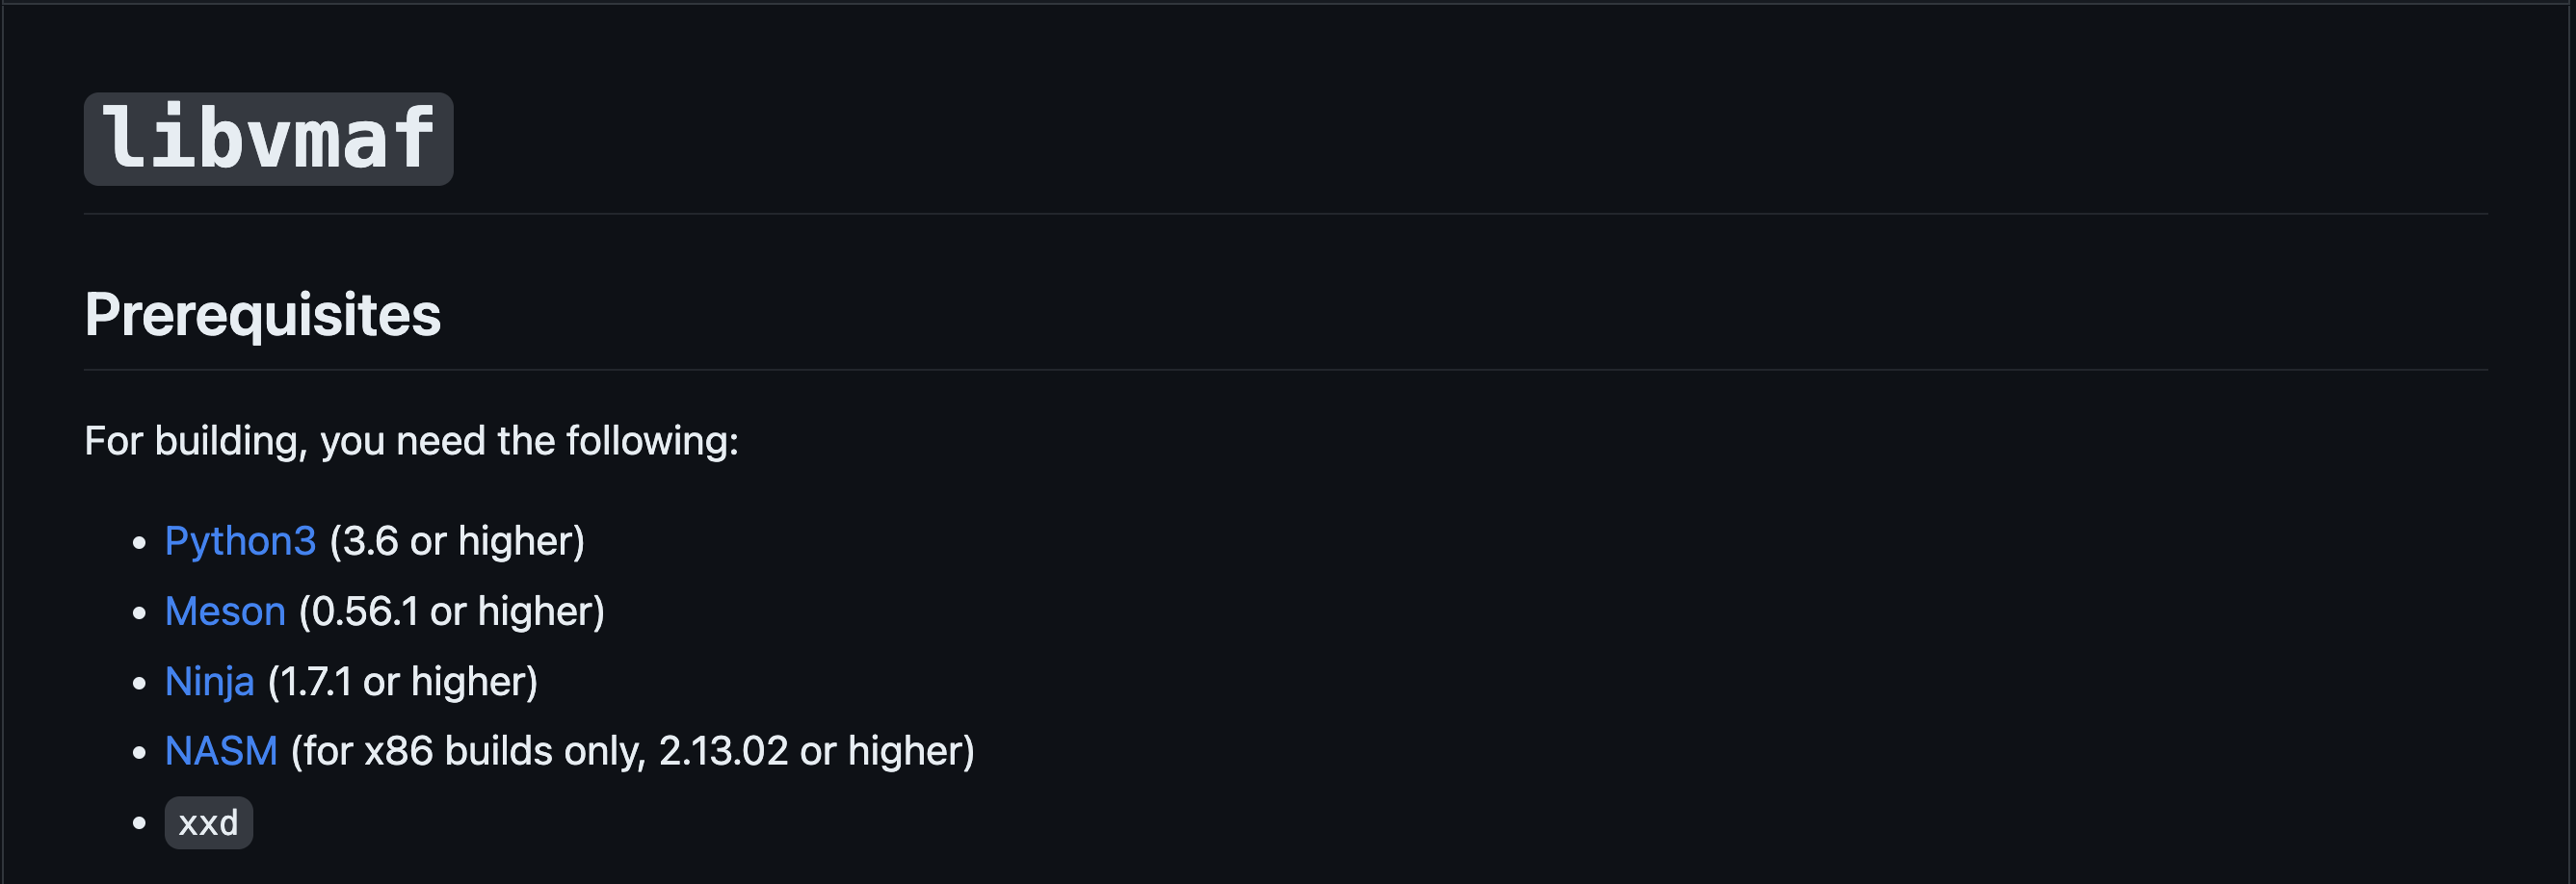 libvmaf
Prerequisites
For building, you need the following:
Python3 (3.6 or higher)
Meson (0.56.1 or higher)
Ninja (1.7.1 or higher)
NASM (for x86 builds only, 2.13.02 or higher)
xxd